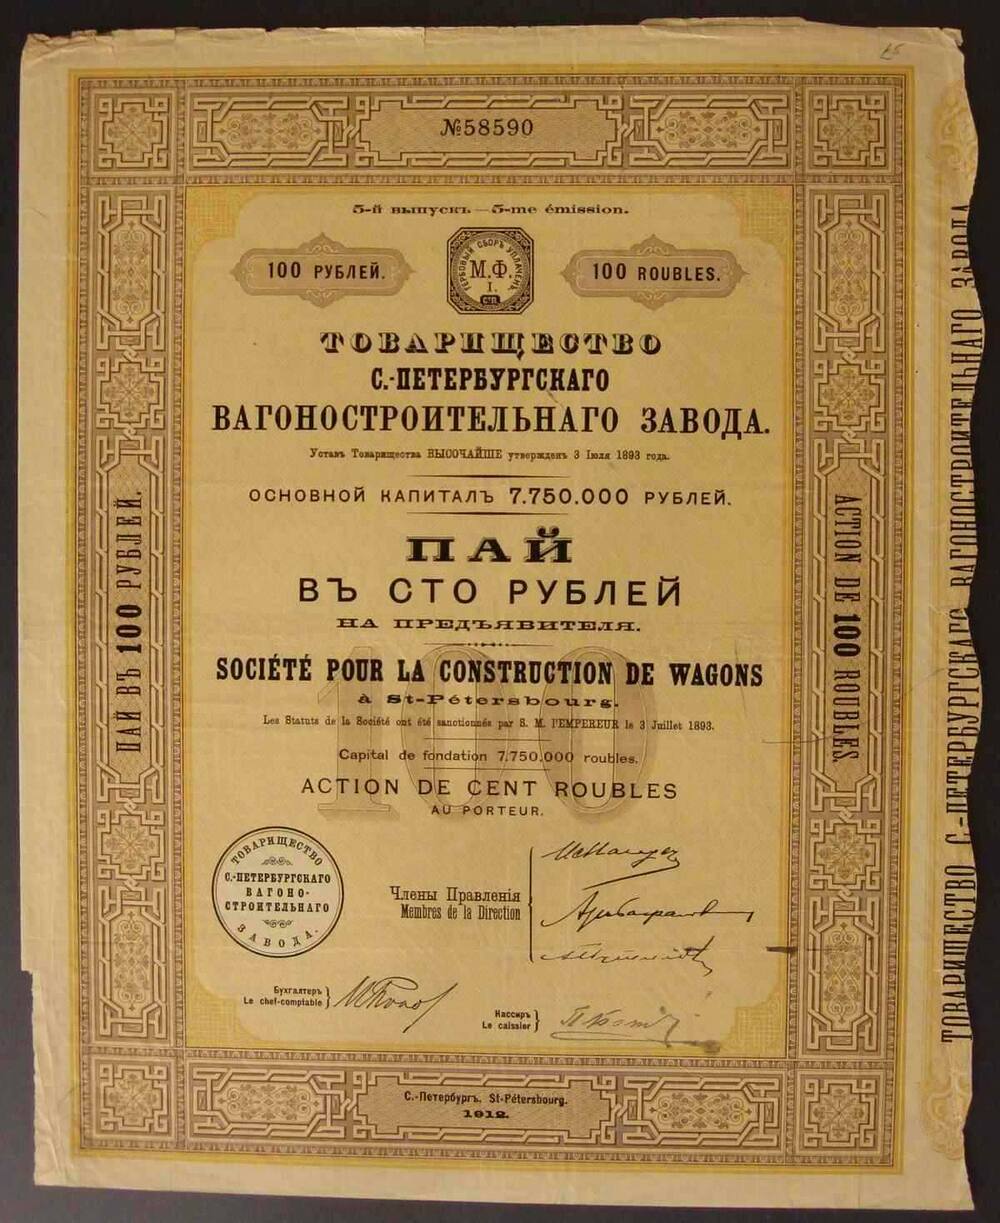 №58590
5-й выпускъ.—5-me émission.
100 РУБЛЕЙ.
ГЕРБОВЫЙ СБОРЪ УПЛАЧЕНЪ
М.Ф.
I.
СПБ.
100 ROUBLES.
ТОВАРИЩЕСТВО
С.-ПЕТЕРБУРГСКАГО
ВАГОНОСТРОИТЕЛЬНАГО ЗАВОДА.
Уставъ Товарищества ВЫСОЧАЙШЕ утвержденъ 3 Іюля 1893 года.
ОСНОВНОЙ КАПИТАЛЪ 7.750.000 РУБЛЕЙ.
ПАЙ
ВЪ СТО РУБЛЕЙ
НА ПРЕДЪЯВИТЕЛЯ.
100
SOCIÉTÉ POUR LA CONSTRUCTION DE WAGONS
à St-Pétersbourg.
Les Statuts de la Société ont été sanctionnés par S. M. l'EMPEREUR le 3 Juillet 1893.
Capital de fondation 7.750.000 roubles.
ACTION DE CENT ROUBLES
AU PORTEUR.
ТОВАРИЩЕСТВО
С.-ПЕТЕРБУРГСКАГО
ВАГОНО-
СТРОИТЕЛЬНАГО
ЗАВОДА.
Члены Правленія
Membres de la Direction
Бухгалтеръ
Le chef-comptable
Кассиръ
Le caissier
С.-Петербургъ. St-Pétersbourg.
1912.
ПАЙ ВЪ 100 РУБЛЕЙ.
ACTION DE 100 ROUBLES.
ТОВАРИЩЕСТВО С.-ПЕТЕРБУРГСКАГО ВАГОНОСТРОИТЕЛЬНАГО ЗАВОДА